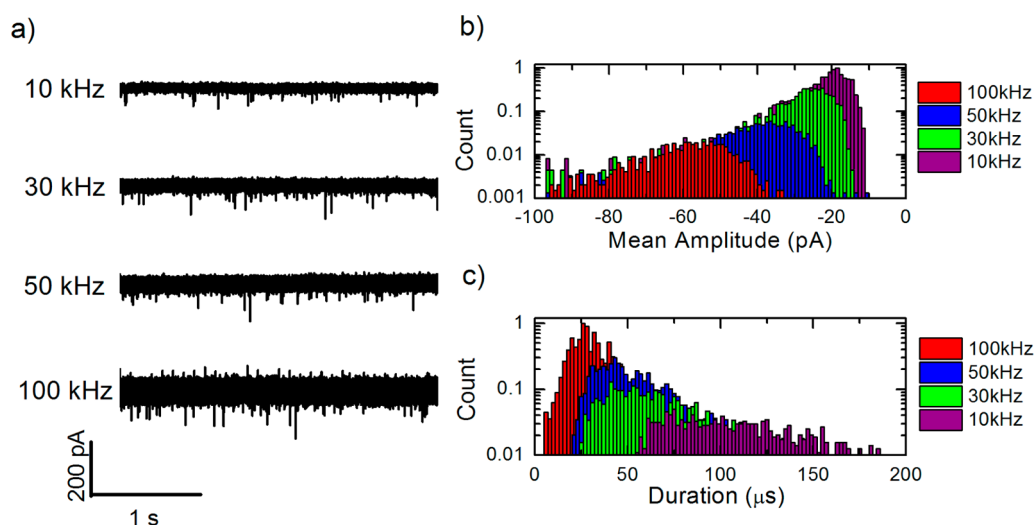 a)
10 kHz
30 kHz
50 kHz
100 kHz
200 pA
1 s
b)
Count
1
0.1
0.01
0.001
-100 -80 -60 -40 -20 0
Mean Amplitude (pA)
100kHz
50kHz
30kHz
10kHz
c)
Count
1
0.1
0.01
0 50 100 150 200
Duration (μs)
100kHz
50kHz
30kHz
10kHz